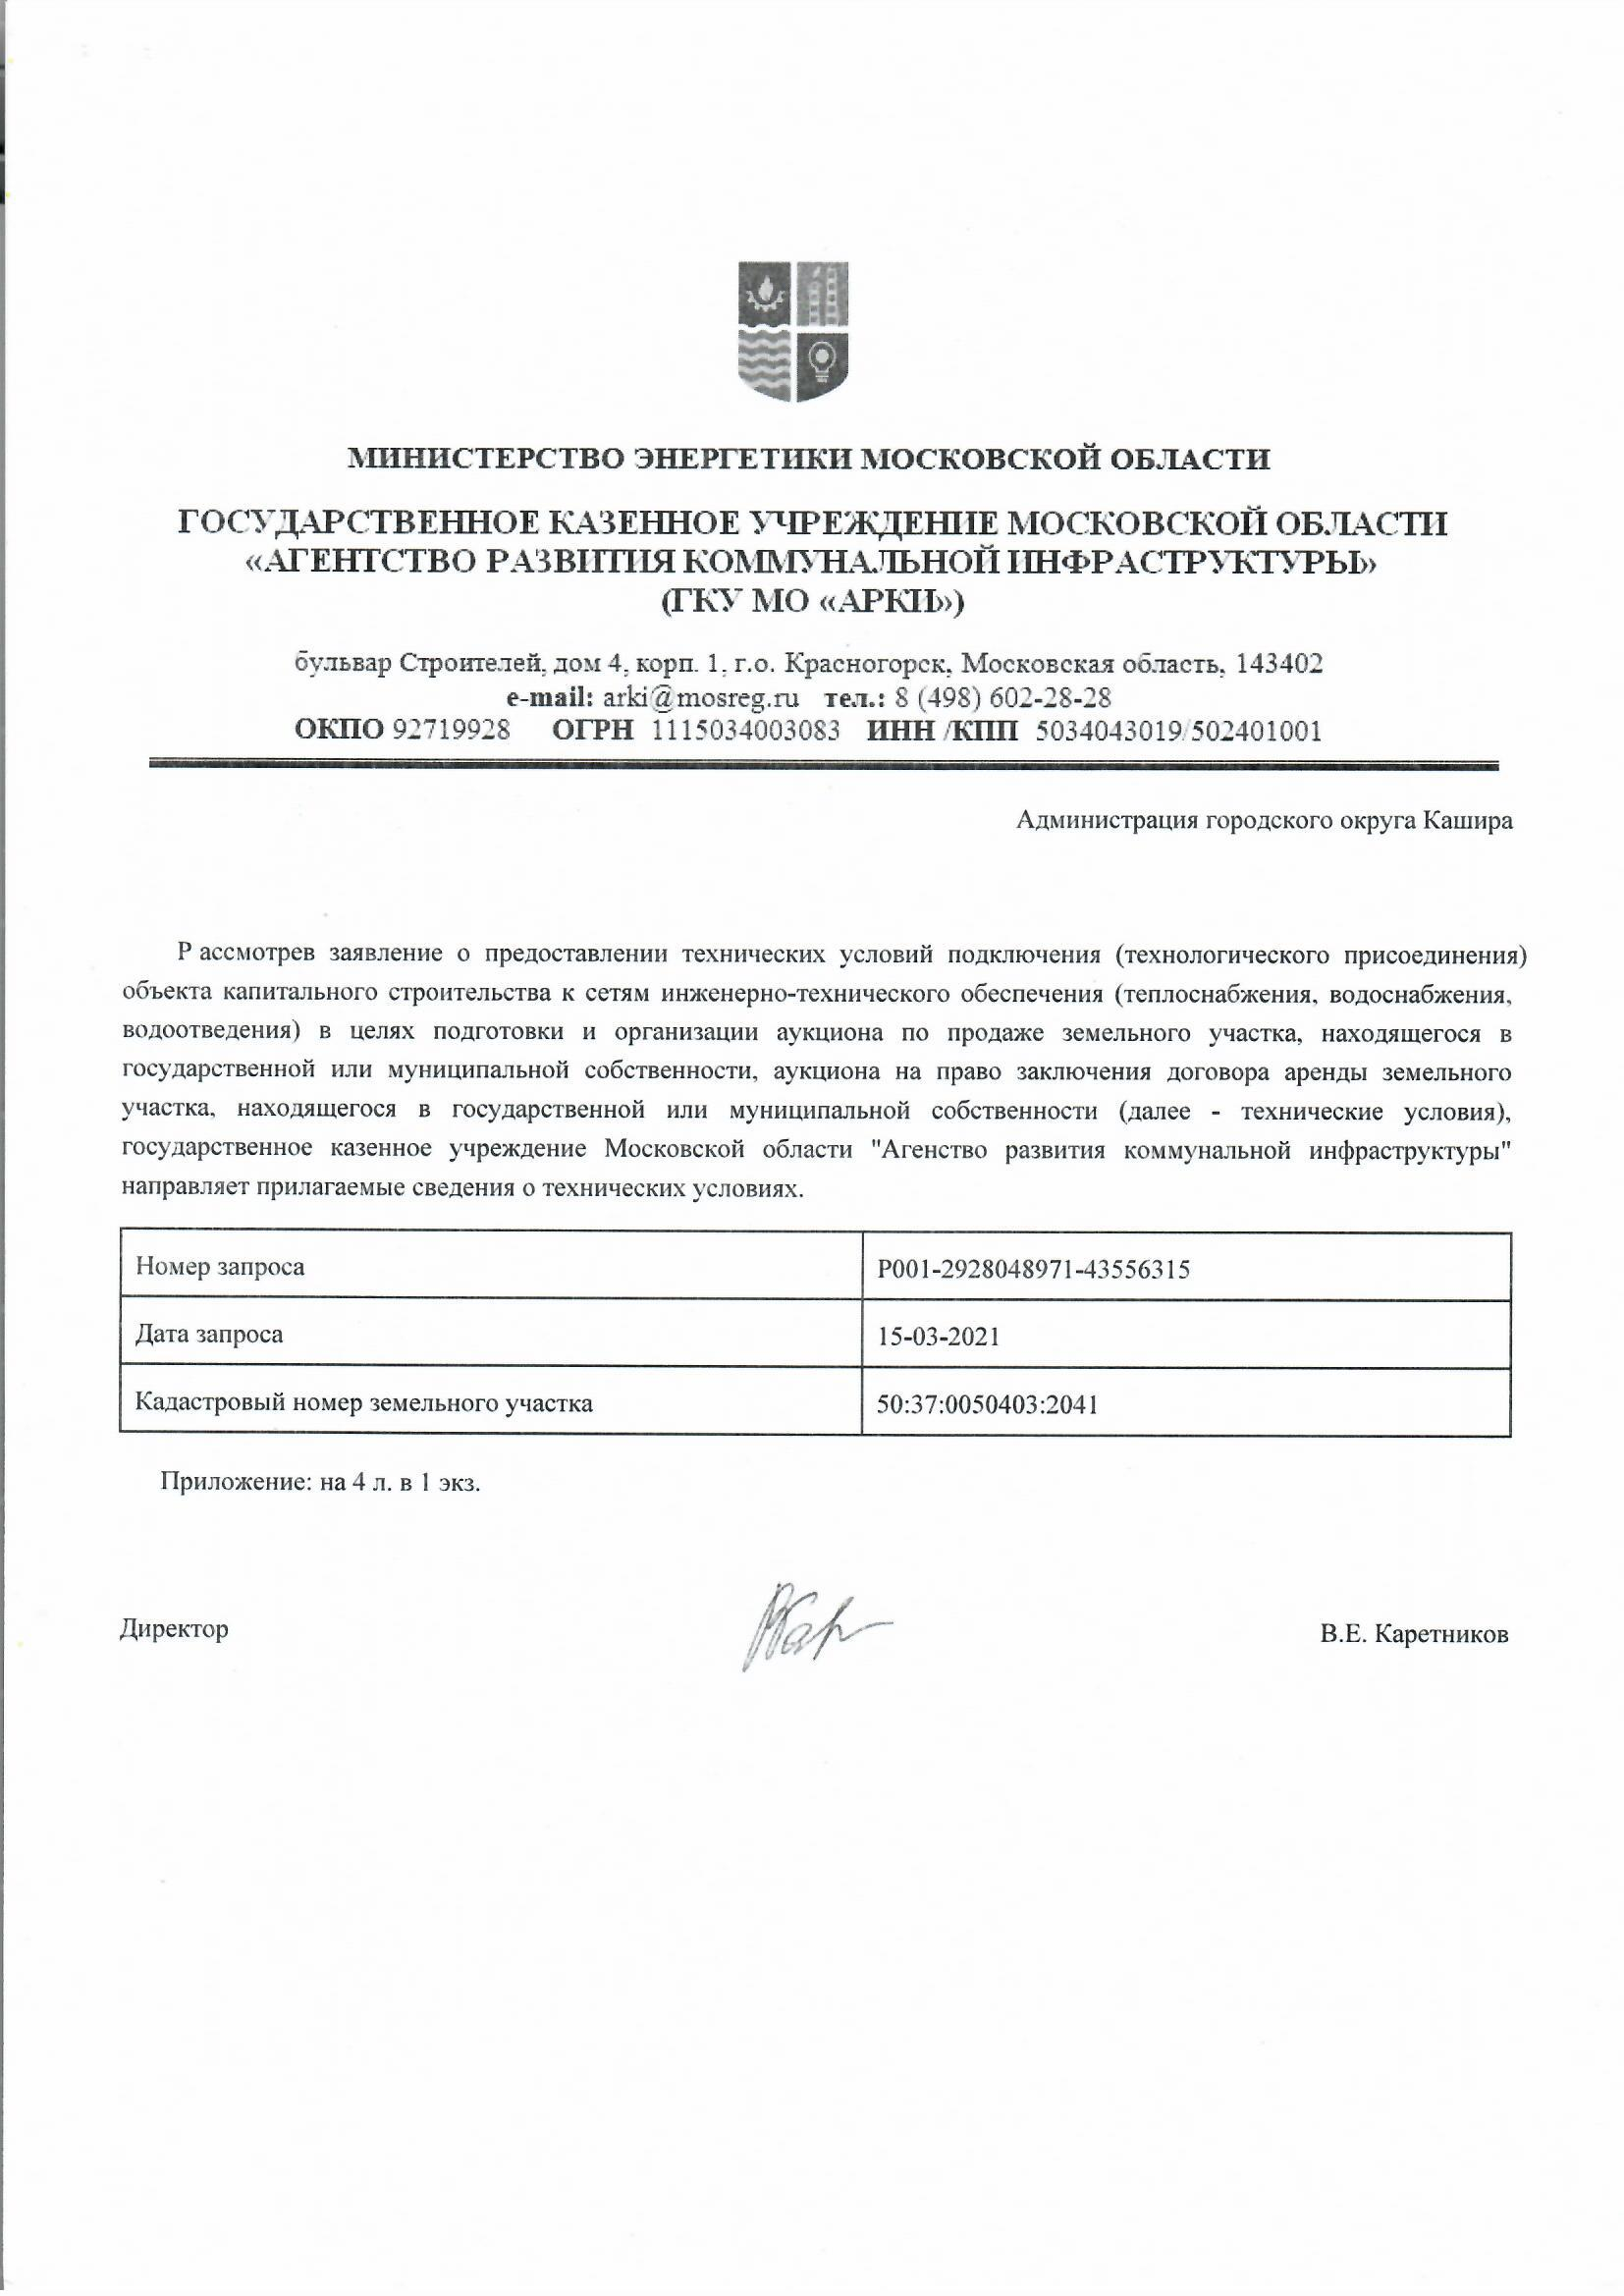 МИНИСТЕРСТВО ЭНЕРГЕТИКИ МОСКОВСКОЙ ОБЛАСТИ
ГОСУДАРСТВЕННОЕ КАЗЕННОЕ УЧРЕЖДЕНИЕ МОСКОВСКОЙ ОБЛАСТИ
«АГЕНТСТВО РАЗВИТИЯ КОММУНАЛЬНОЙ ИНФРАСТРУКТУРЫ»
(ГКУ МО «АРКИ»)
бульвар Строителей, дом 4, корп. 1, г.о. Красногорск, Московская область, 143402
e-mail: arki@mosreg.ru тел.: 8 (498) 602-28-28
ОКПО 92719928 ОГРН 1115034003083 ИНН /КПП 5034043019/502401001
Администрация городского округа Кашира
Р ассмотрев заявление о предоставлении технических условий подключения (технологического присоединения)
объекта капитального строительства к сетям инженерно-технического обеспечения (теплоснабжения, водоснабжения,
водоотведения) в целях подготовки и организации аукциона по продаже земельного участка, находящегося в
государственной или муниципальной собственности, аукциона на право заключения договора аренды земельного
участка, находящегося в государственной или муниципальной собственности (далее - технические условия),
государственное казенное учреждение Московской области "Агенство развития коммунальной инфраструктуры"
направляет прилагаемые сведения о технических условиях.
Номер запроса P001-2928048971-43556315
Дата запроса 15-03-2021
Кадастровый номер земельного участка 50:37:0050403:2041
Приложение: на 4 л. в 1 экз.
Директор В.Е. Каретников